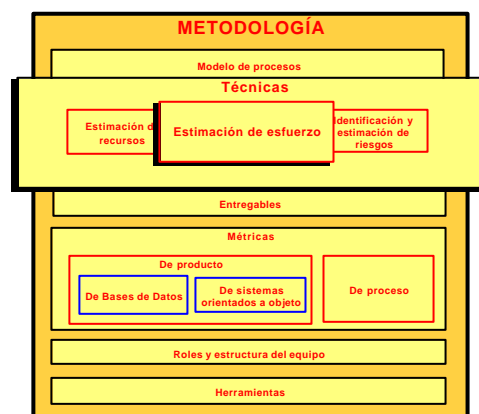 METODOLOGÍA
Modelo de procesos
Técnicas
Estimación d
recursos
Estimación de esfuerzo
Identificación y
estimación de
riesgos
Entregables
Métricas
De producto
De Bases de Datos
De sistemas
orientados a objeto
De proceso
Roles y estructura del equipo
Herramientas